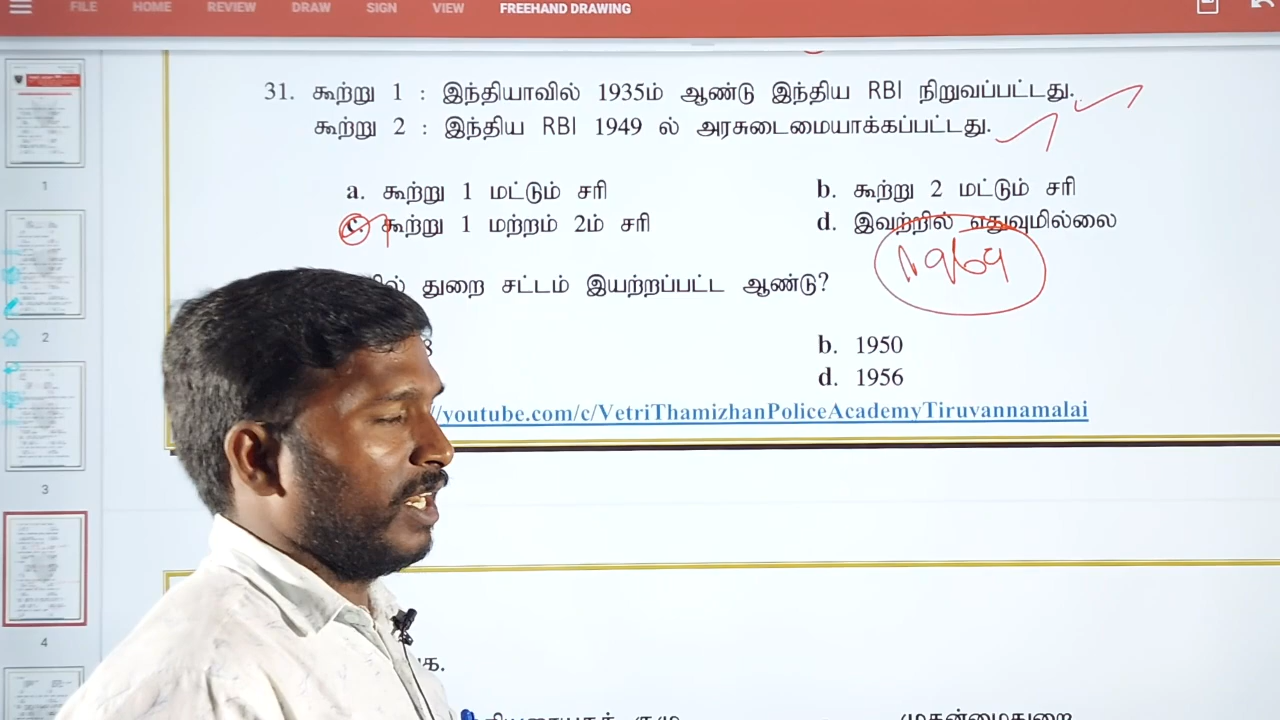 FILE HOME REVIEW DRAW SIGN VIEW FREEHAND DRAWING
31. கூற்று 1 : இந்தியாவில் 1935ம் ஆண்டு இந்திய RBI நிறுவப்பட்டது.
கூற்று 2 : இந்திய RBI 1949 ல் அரசுடைமையாக்கப்பட்டது.
a. கூற்று 1 மட்டும் சரி
b. கூற்று 2 மட்டும் சரி
c. கூற்று 1 மற்றம் 2ம் சரி
d. இவற்றில் எதுவுமில்லை
1969
துறை சட்டம் இயற்றப்பட்ட ஆண்டு?
b. 1950
d. 1956
/youtube.com/c/VetriThamizhanPoliceAcademyTiruvannamalai
1
2
3
4